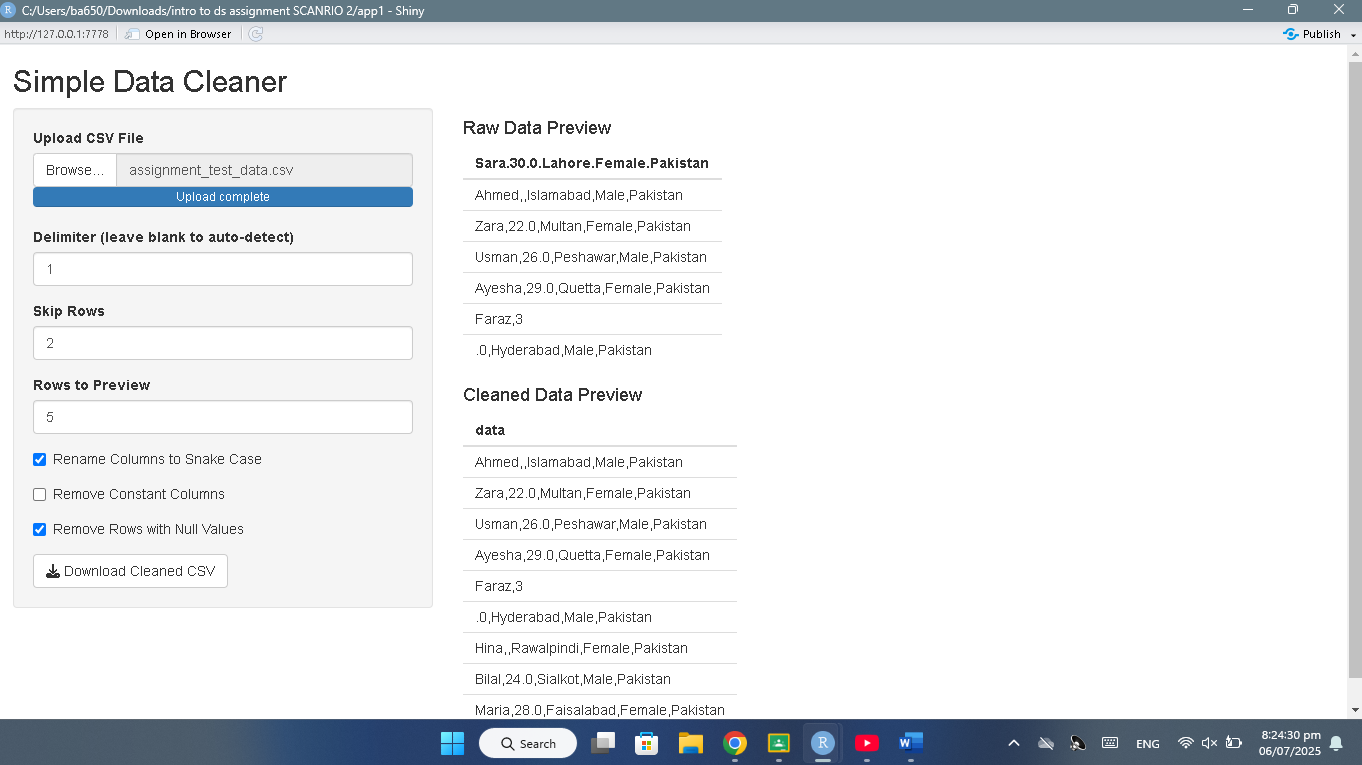 C:/Users/ba650/Downloads/intro to ds assignment SCANRIO 2/app1 - Shiny
http://127.0.0.1:7778
Open in Browser
Publish
Simple Data Cleaner
Upload CSV File
Browse... assignment_test_data.csv
Upload complete
Delimiter (leave blank to auto-detect)
1
Skip Rows
2
Rows to Preview
5
Rename Columns to Snake Case
Remove Constant Columns
Remove Rows with Null Values
Download Cleaned CSV
Raw Data Preview
Sara.30.0.Lahore.Female.Pakistan
Ahmed,,Islamabad,Male,Pakistan
Zara,22.0,Multan,Female,Pakistan
Usman,26.0,Peshawar,Male,Pakistan
Ayesha,29.0,Quetta,Female,Pakistan
Faraz,3
.0,Hyderabad,Male,Pakistan
Cleaned Data Preview
data
Ahmed,,Islamabad,Male,Pakistan
Zara,22.0,Multan,Female,Pakistan
Usman,26.0,Peshawar,Male,Pakistan
Ayesha,29.0,Quetta,Female,Pakistan
Faraz,3
.0,Hyderabad,Male,Pakistan
Hina,,Rawalpindi,Female,Pakistan
Bilal,24.0,Sialkot,Male,Pakistan
Maria,28.0,Faisalabad,Female,Pakistan
Search
ENG
8:24:30 pm
06/07/2025